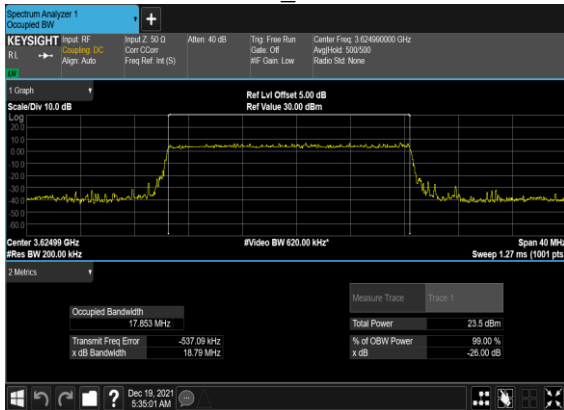 Spectrum Analyzer 1
Occupied BW
+
KEYSIGHT
RL
Input: RF
Coupling: DC
Align: Auto
Input Z: 50 Ω
Corr CCorr
Freq Ref: Int (S)
Atten: 40 dB
Trig: Free Run
Gate: Off
#IF Gain: Low
Center Freq: 3.624990000 GHz
Avg|Hold: 500/500
Radio Std: None
1 Graph
Scale/Div 10.0 dB
Ref Lvl Offset 5.00 dB
Ref Value 30.00 dBm
Log
20.0
10.0
0.00
-10.0
-20.0
-30.0
-40.0
-50.0
-60.0
Center 3.62499 GHz
#Res BW 200.00 kHz
#Video BW 620.00 kHz*
Span 40 MHz
Sweep 1.27 ms (1001 pts
2 Metrics
Measure Trace Trace 1
Occupied Bandwidth
17.853 MHz
Total Power 23.5 dBm
Transmit Freq Error -537.09 kHz
% of OBW Power 99.00 %
x dB Bandwidth 18.79 MHz
x dB -26.00 dB
?
Dec 19, 2021
5:35:01 AM